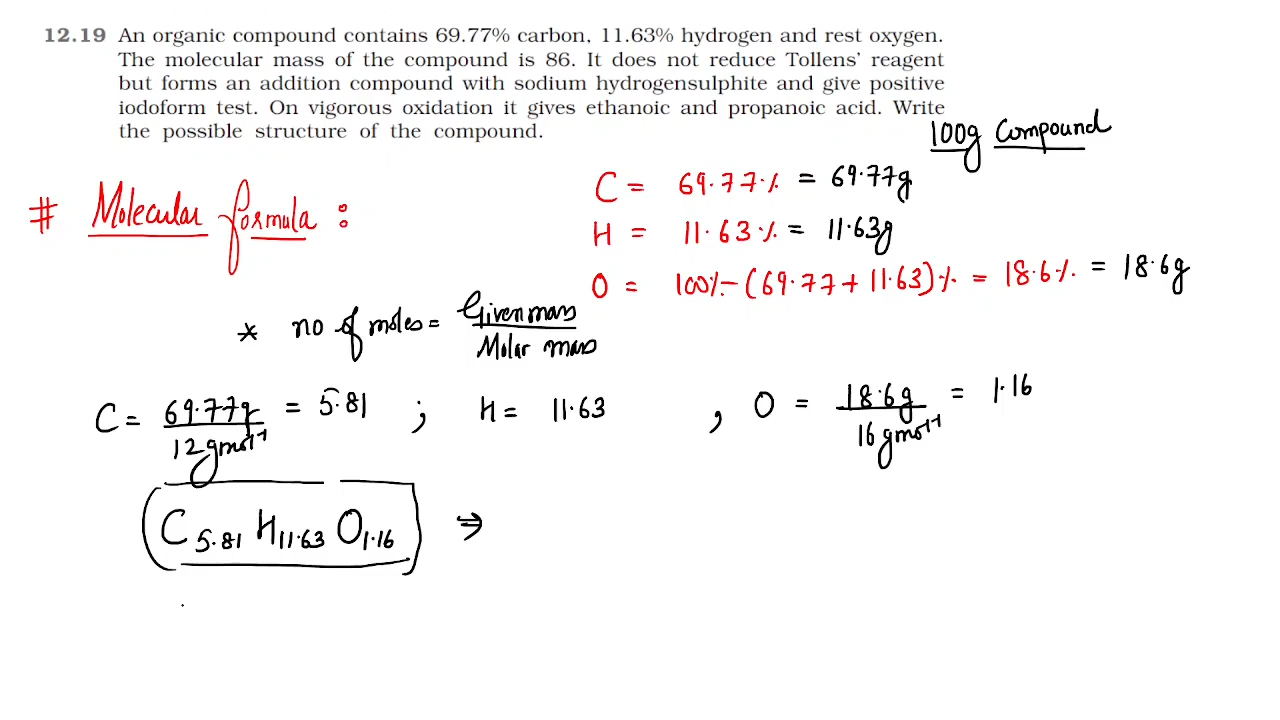 12.19 An organic compound contains 69.77% carbon, 11.63% hydrogen and rest oxygen.
The molecular mass of the compound is 86. It does not reduce Tollens' reagent
but forms an addition compound with sodium hydrogensulphite and give positive
iodoform test. On vigorous oxidation it gives ethanoic and propanoic acid. Write
the possible structure of the compound.
100g Compound
# Molecular formula :
C = 69.77% = 69.77g
H = 11.63% = 11.63g
O = 100% - (69.77 + 11.63)% = 18.6% = 18.6g
* no of moles = Given mass / Molar mass
C = 69.77g / 12 gmol⁻¹ = 5.81 ; H = 11.63 , O = 18.6g / 16 gmol⁻¹ = 1.16
C5.81 H11.63 O1.16 ⇒